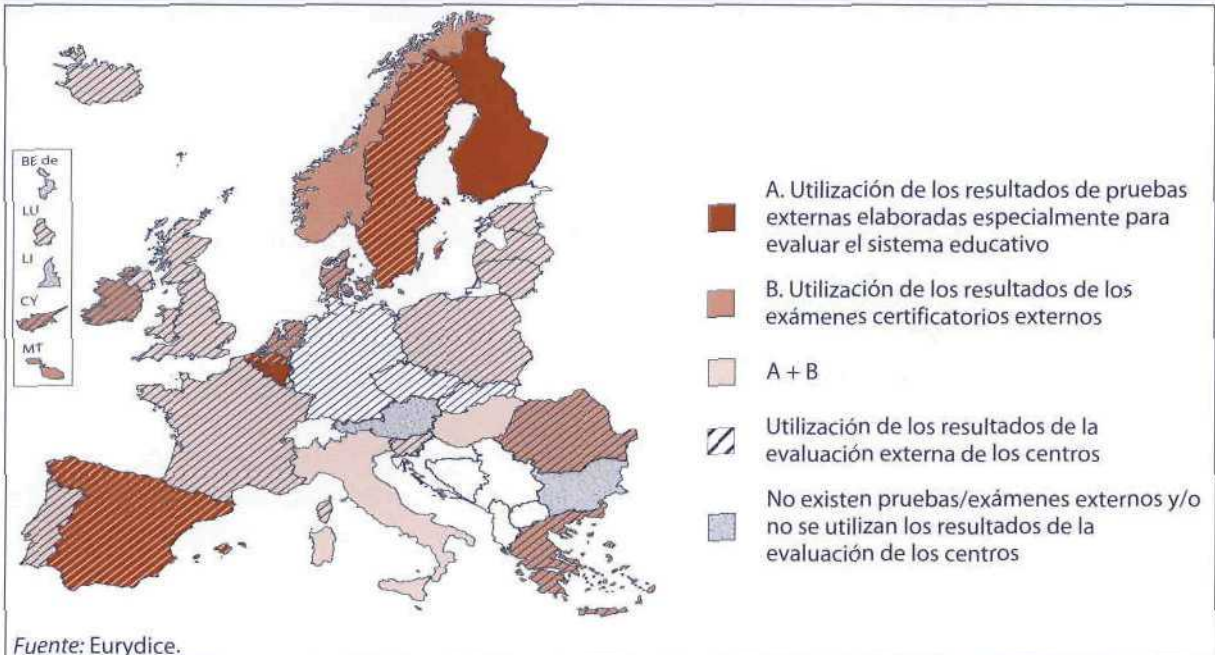 BE de
LU
LI
CY
MT
A. Utilización de los resultados de pruebas
externas elaboradas especialmente para
evaluar el sistema educativo
B. Utilización de los resultados de los
exámenes certificatorios externos
A + B
Utilización de los resultados de la
evaluación externa de los centros
No existen pruebas/exámenes externos y/o
no se utilizan los resultados de la
evaluación de los centros
Fuente: Eurydice.